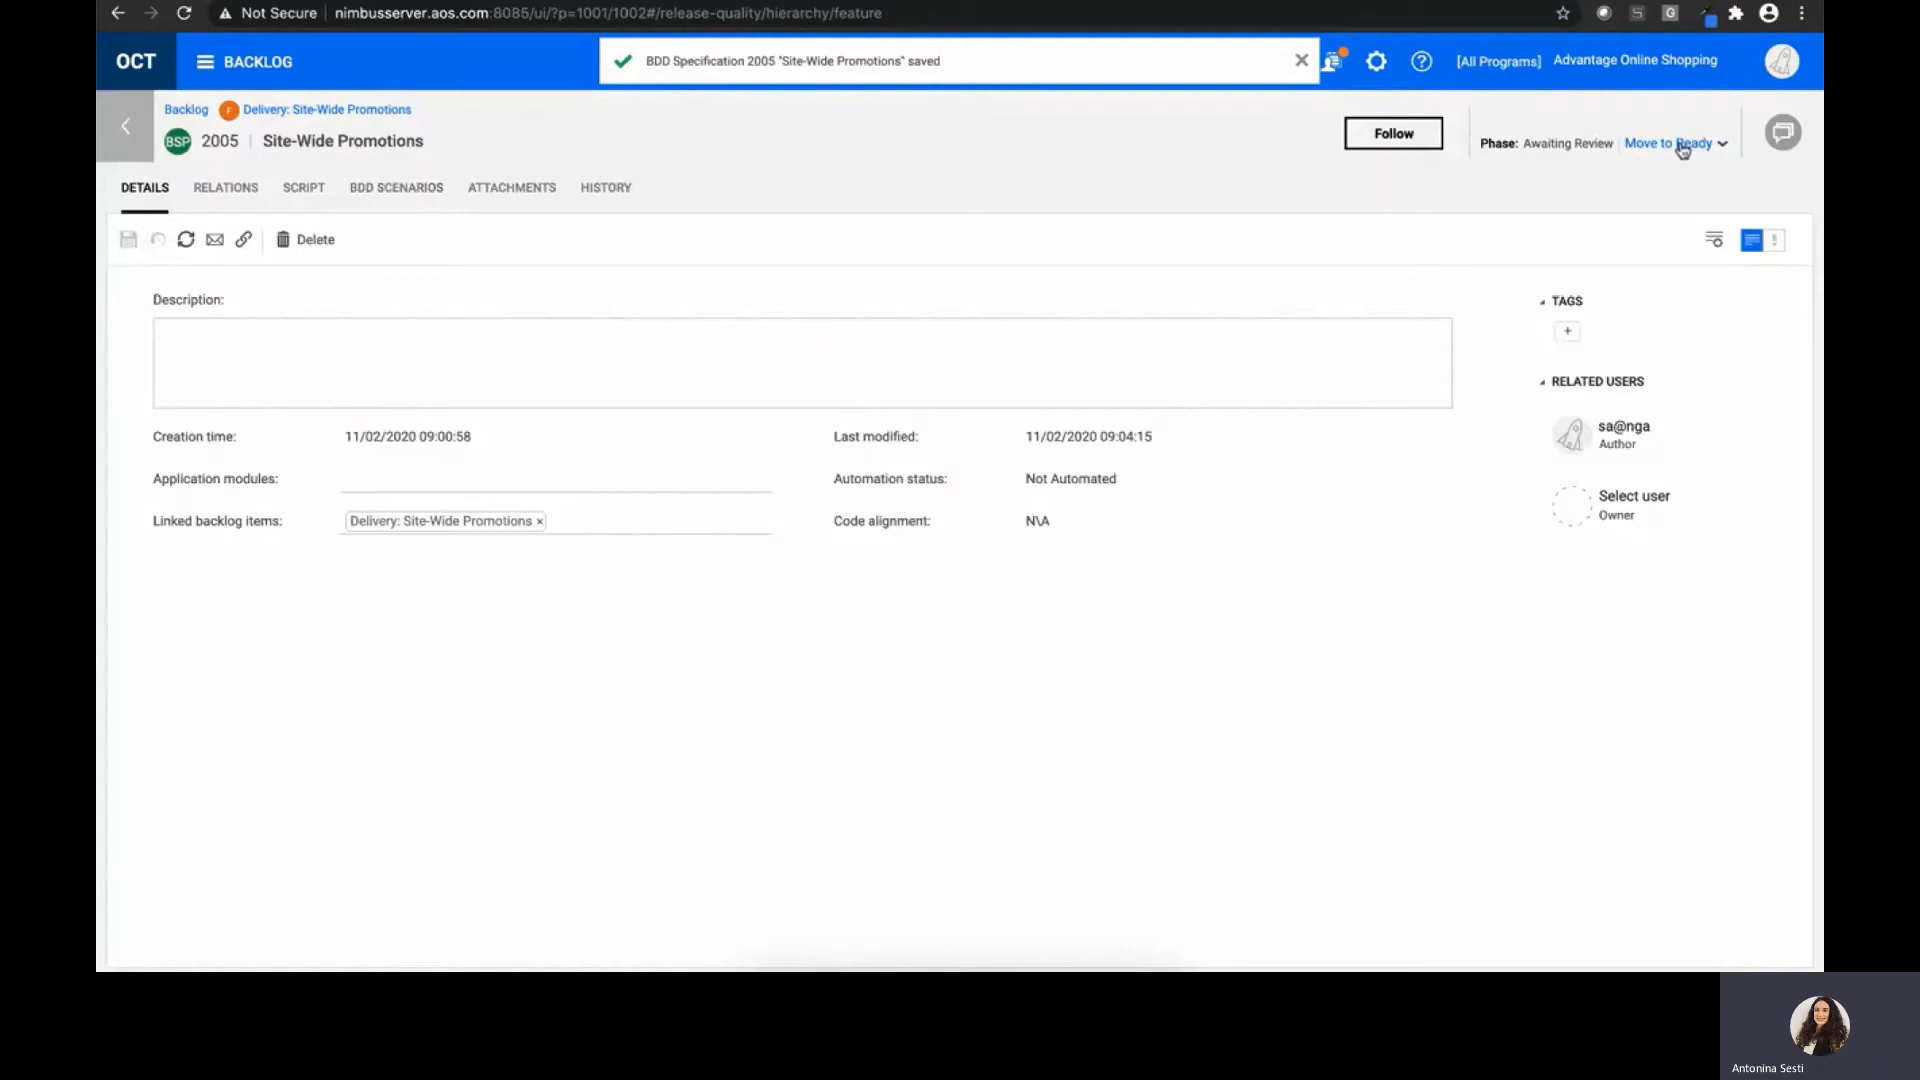 Not Secure | nimbusserver.aos.com:8085/ui/?p=1001/1002#/release-quality/hierarchy/feature
OCT
BACKLOG
BDD Specification 2005 "Site-Wide Promotions" saved
[All Programs]
Advantage Online Shopping
Backlog
F
Delivery: Site-Wide Promotions
BSP
2005
Site-Wide Promotions
Follow
Phase: Awaiting Review
Move to Ready
DETAILS
RELATIONS
SCRIPT
BDD SCENARIOS
ATTACHMENTS
HISTORY
Delete
Description:
TAGS
+
RELATED USERS
sa@nga
Author
Select user
Owner
Creation time:
11/02/2020 09:00:58
Last modified:
11/02/2020 09:04:15
Application modules:
Automation status:
Not Automated
Linked backlog items:
Delivery: Site-Wide Promotions ×
Code alignment:
N\A
Antonina Sesti